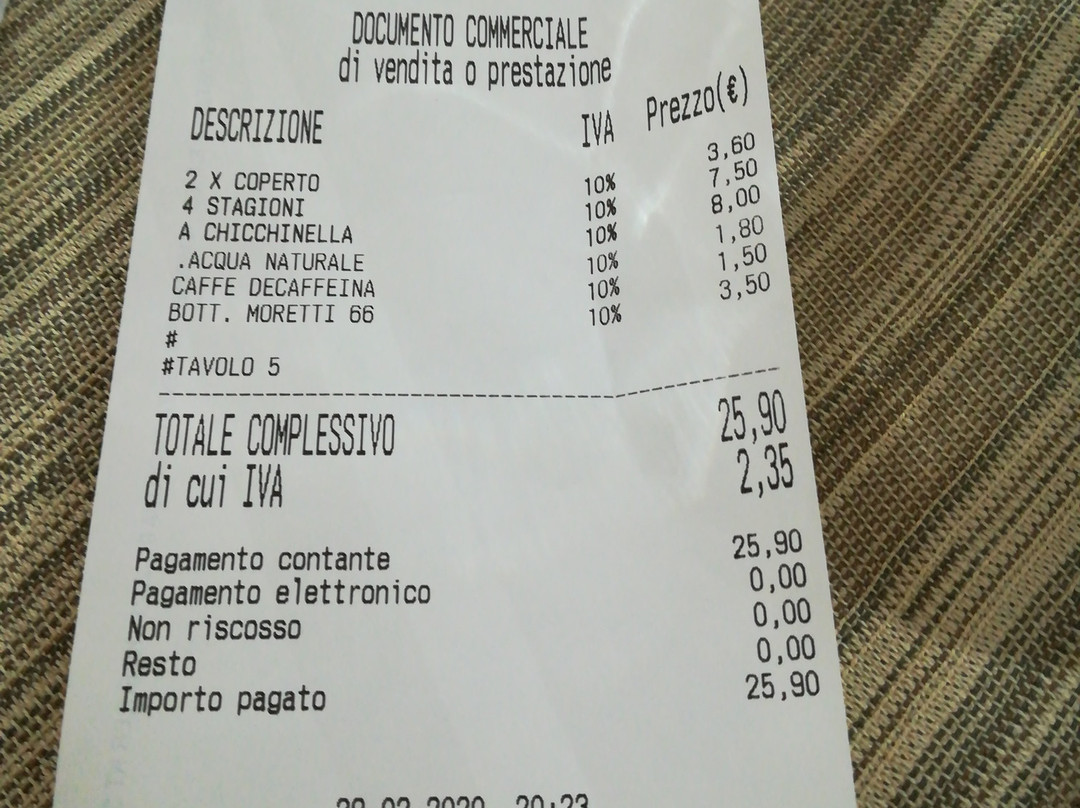 DOCUMENTO COMMERCIALE
di vendita o prestazione
DESCRIZIONE IVA Prezzo(€)
2 X COPERTO 10% 3,60
4 STAGIONI 10% 7,50
A CHICCHINELLA 10% 8,00
.ACQUA NATURALE 10% 1,80
CAFFE DECAFFEINA 10% 1,50
BOTT. MORETTI 66 10% 3,50
#
#TAVOLO 5
TOTALE COMPLESSIVO 25,90
di cui IVA 2,35
Pagamento contante 25,90
Pagamento elettronico 0,00
Non riscosso 0,00
Resto 0,00
Importo pagato 25,90